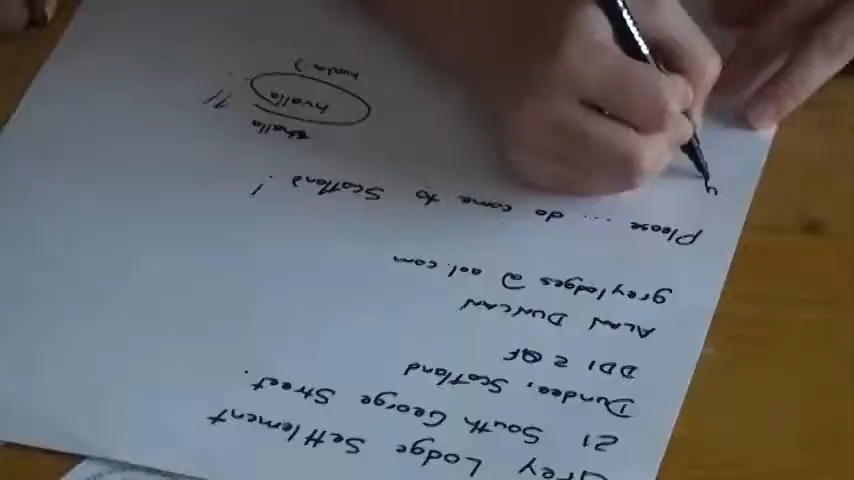 Grey Lodge Settlement
21 South George Street.
Dundee, Scotland
DD1 2QF
ALAN DUNCAN
greylodges@aol.com
Please ... do come to Scotland!
hvalla